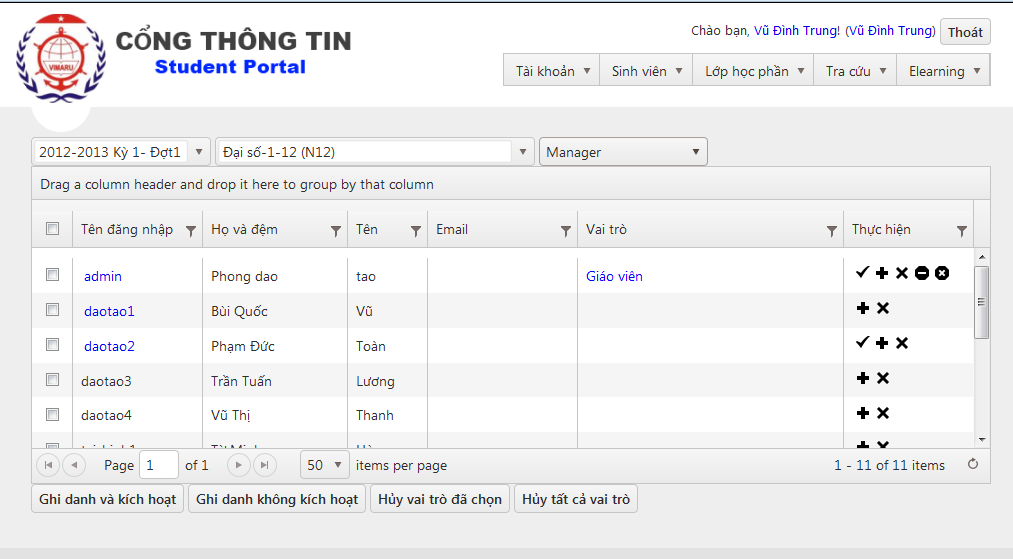 CỔNG THÔNG TIN
Student Portal
VIMARU
Chào bạn, Vũ Đình Trung! (Vũ Đình Trung) Thoát
Tài khoản Sinh viên Lớp học phần Tra cứu Elearning
2012-2013 Kỳ 1- Đợt1 Đại số-1-12 (N12) Manager
Drag a column header and drop it here to group by that column
Tên đăng nhập Họ và đệm Tên Email Vai trò Thực hiện
admin Phong dao tao Giáo viên
daotao1 Bùi Quốc Vũ
daotao2 Phạm Đức Toàn
daotao3 Trần Tuấn Lương
daotao4 Vũ Thị Thanh
Page 1 of 1 50 items per page 1 - 11 of 11 items
Ghi danh và kích hoạt Ghi danh không kích hoạt Hủy vai trò đã chọn Hủy tất cả vai trò